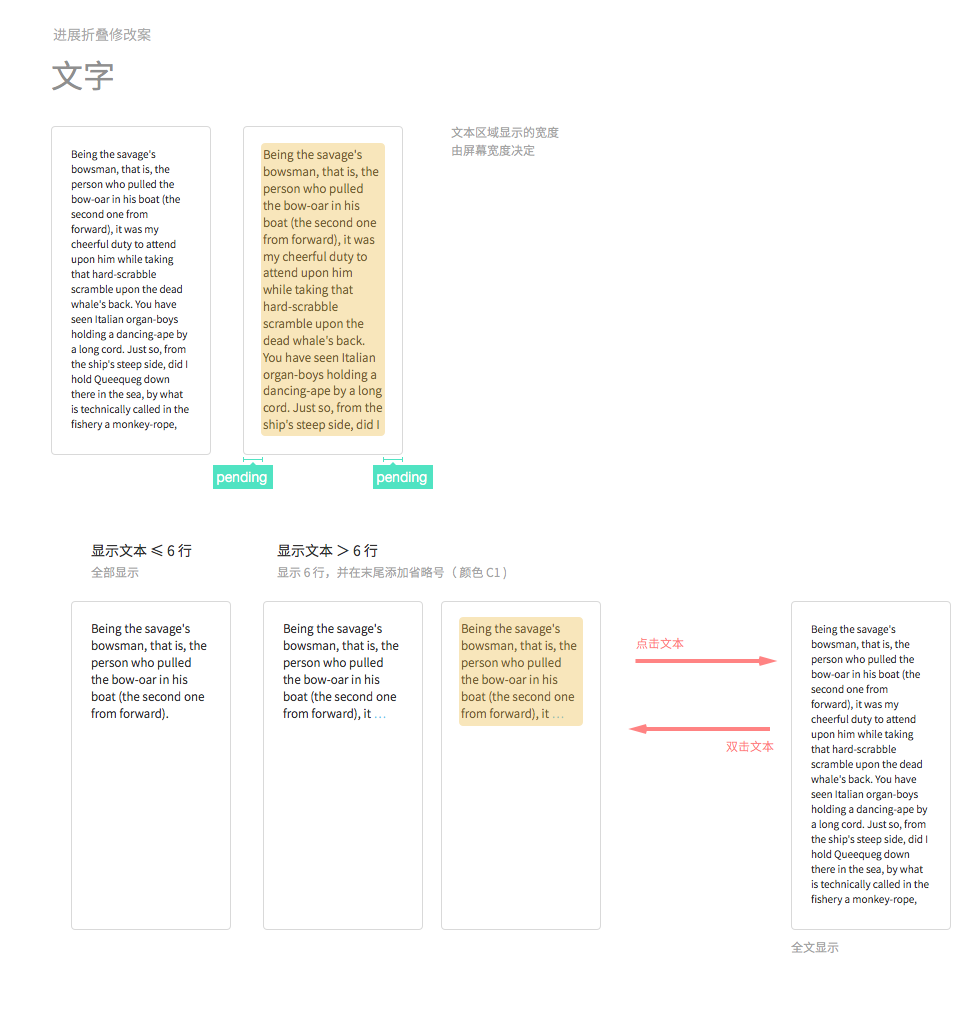 进展折叠修改案
文字
Being the savage's
bowsman, that is, the
person who pulled the
bow-oar in his boat (the
second one from
forward), it was my
cheerful duty to attend
upon him while taking
that hard-scrabble
scramble upon the dead
whale's back. You have
seen Italian organ-boys
holding a dancing-ape by
a long cord. Just so, from
the ship's steep side, did I
hold Queequeg down
there in the sea, by what
is technically called in the
fishery a monkey-rope,
Being the savage's
bowsman, that is, the
person who pulled
the bow-oar in his
boat (the second one
from forward), it was
my cheerful duty to
attend upon him
while taking that
hard-scrabble
scramble upon the
dead whale's back.
You have seen Italian
organ-boys holding a
dancing-ape by a long
cord. Just so, from the
ship's steep side, did I
文本区域显示的宽度
由屏幕宽度决定
pending
pending
显示文本 ≤ 6 行
全部显示
Being the savage's
bowsman, that is, the
person who pulled
the bow-oar in his
boat (the second one
from forward).
显示文本 > 6 行
显示 6 行，并在末尾添加省略号（ 颜色 C1 )
Being the savage's
bowsman, that is, the
person who pulled
the bow-oar in his
boat (the second one
from forward), it ...
Being the savage's
bowsman, that is, the
person who pulled
the bow-oar in his
boat (the second one
from forward), it ...
点击文本
双击文本
Being the savage's
bowsman, that is, the
person who pulled the
bow-oar in his boat (the
second one from
forward), it was my
cheerful duty to attend
upon him while taking
that hard-scrabble
scramble upon the dead
whale's back. You have
seen Italian organ-boys
holding a dancing-ape by
a long cord. Just so, from
the ship's steep side, did I
hold Queequeg down
there in the sea, by what
is technically called in the
fishery a monkey-rope,
全文显示